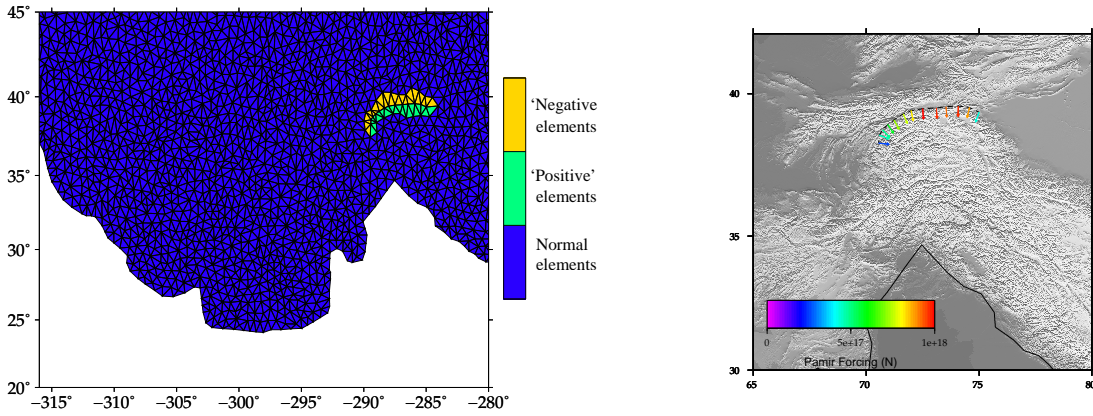 45°
40°
35°
30°
25°
20°
−315° −310° −305° −300° −295° −290° −285° −280°
‘Negative
elements
‘Positive’
elements
Normal
elements
40
35
30
65 70 75 80
0 5e+17 1e+18
Pamir Forcing (N)